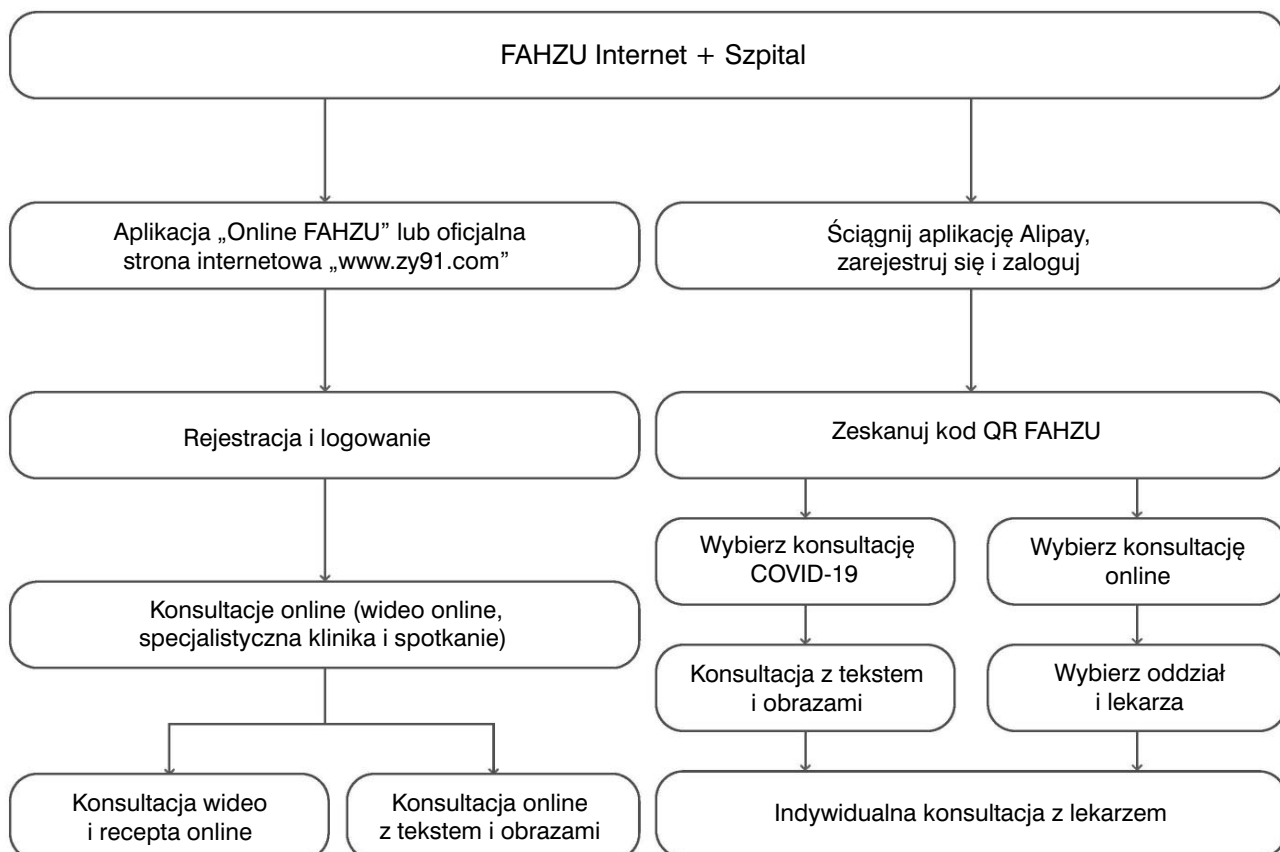 FAHZU Internet + Szpital
Aplikacja „Online FAHZU” lub oficjalna
strona internetowa „www.zy91.com”
Ściągnij aplikację Alipay,
zarejestruj się i zaloguj
Rejestracja i logowanie
Zeskanuj kod QR FAHZU
Wybierz konsultację
COVID-19
Wybierz konsultację
online
Konsultacje online (wideo online,
specjalistyczna klinika i spotkanie)
Konsultacja z tekstem
i obrazami
Wybierz oddział
i lekarza
Konsultacja wideo
i recepta online
Konsultacja online
z tekstem i obrazami
Indywidualna konsultacja z lekarzem